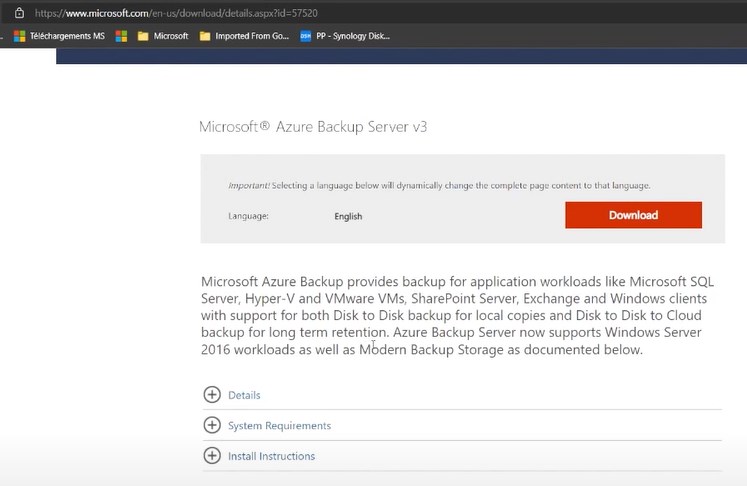 https://www.microsoft.com/en-us/download/details.aspx?id=57520
Téléchargements MS Microsoft Imported From Go... PP - Synology Disk...
Microsoft® Azure Backup Server v3
Important! Selecting a language below will dynamically change the complete page content to that language.
Language: English Download
Microsoft Azure Backup provides backup for application workloads like Microsoft SQL
Server, Hyper-V and VMware VMs, SharePoint Server, Exchange and Windows clients
with support for both Disk to Disk backup for local copies and Disk to Disk to Cloud
backup for long term retention. Azure Backup Server now supports Windows Server
2016 workloads as well as Modern Backup Storage as documented below.
Details
System Requirements
Install Instructions